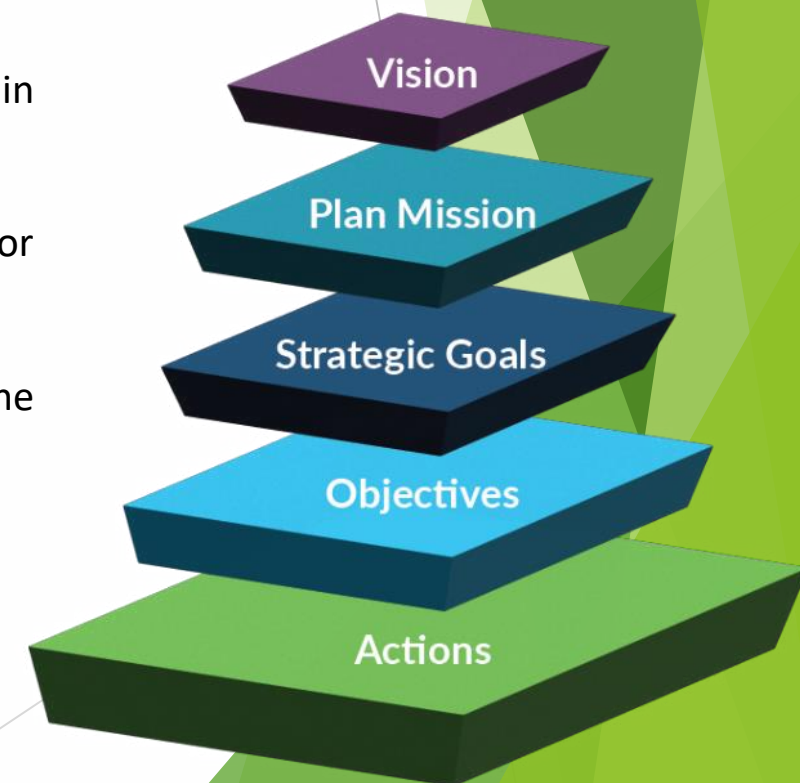 in
Vision
Plan Mission
or
Strategic Goals
ne
Objectives
Actions